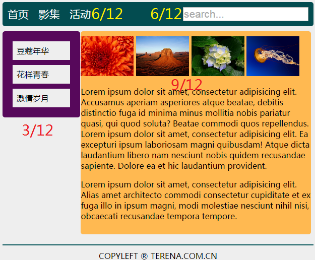 首页 影集 活动6/12 6/12 search...
豆蔻年华
花样青春
激情岁月
3/12
9/12
Lorem ipsum dolor sit amet, consectetur adipisicing elit.
Accusamus aperiam asperiores atque beatae, debitis
distinctio fuga id minima minus mollitia nobis pariatur
quasi, qui quod soluta? Beatae commodi quos repellendus.
Lorem ipsum dolor sit amet, consectetur adipisicing elit. Ea
excepturi ipsum laboriosam magni quibusdam! Atque dicta
laudantium libero nam nesciunt nobis quidem recusandae
sapiente. Dolore ea et hic laudantium provident.
Lorem ipsum dolor sit amet, consectetur adipisicing elit.
Alias amet architecto commodi consectetur cupiditate et ex
fuga illo in ipsum magni, modi molestiae nesciunt nihil nisi,
obcaecati recusandae tempora tempore.
COPYLEFT ® TERENA.COM.CN